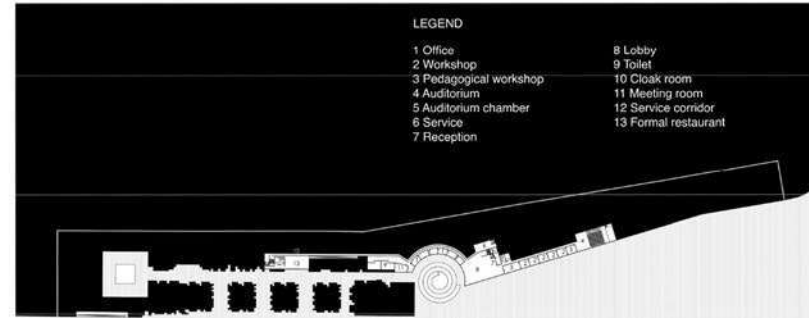 LEGEND
1 Office
2 Workshop
3 Pedagogical workshop
4 Auditorium
5 Auditorium chamber
6 Service
7 Reception
8 Lobby
9 Toilet
10 Cloak room
11 Meeting room
12 Service corridor
13 Formal restaurant